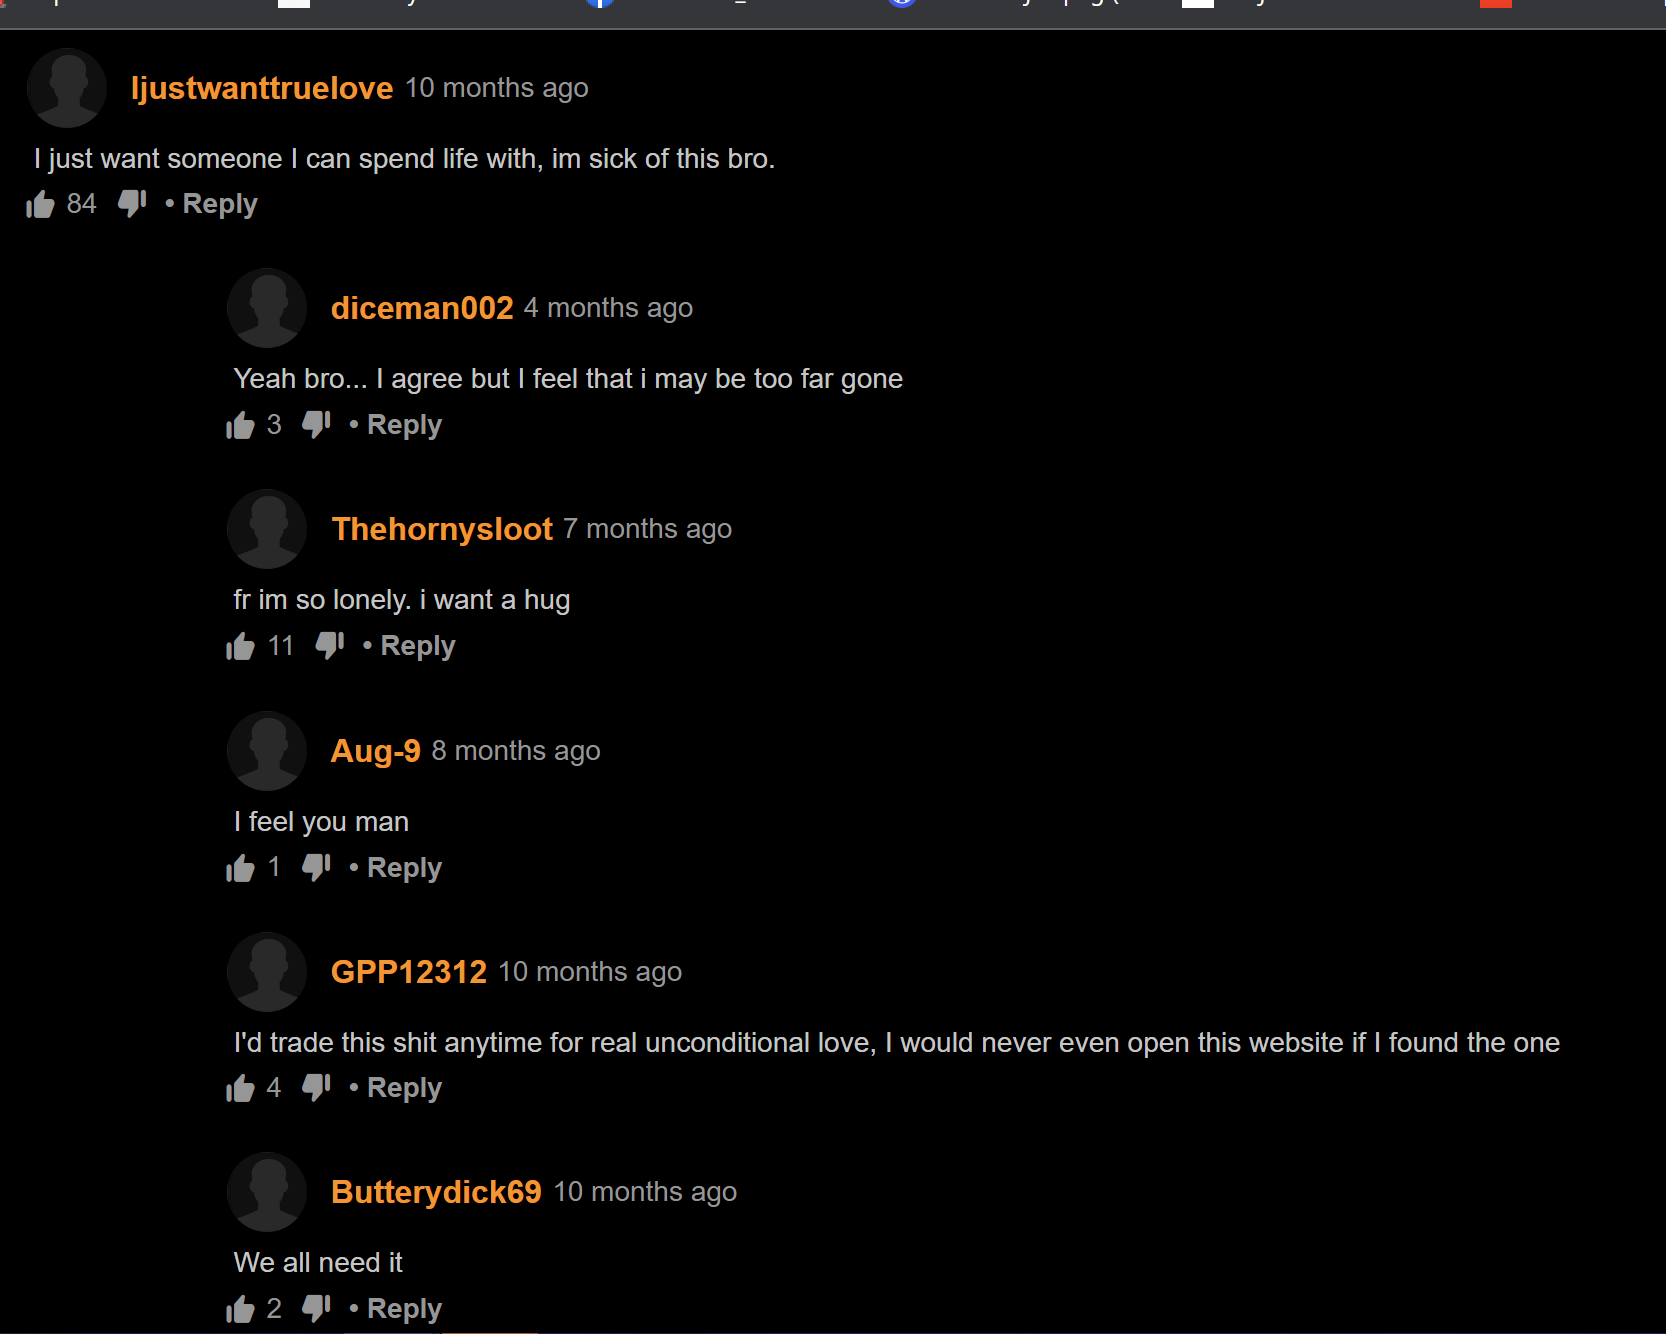 Ijustwanttruelove 10 months ago
I just want someone I can spend life with, im sick of this bro.
84 • Reply
diceman002 4 months ago
Yeah bro... I agree but I feel that i may be too far gone
3 • Reply
Thehornysloot 7 months ago
fr im so lonely. i want a hug
11 • Reply
Aug-9 8 months ago
I feel you man
1 • Reply
GPP12312 10 months ago
I'd trade this shit anytime for real unconditional love, I would never even open this website if I found the one
4 • Reply
Butterydick69 10 months ago
We all need it
2 • Reply